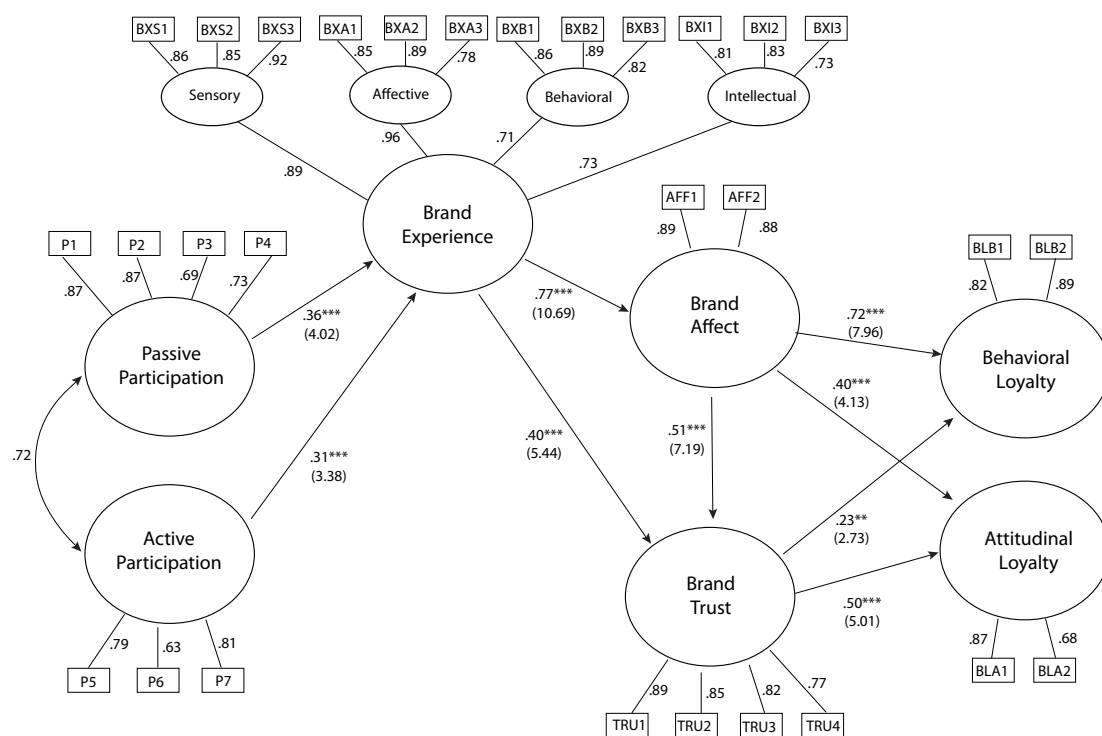 BXS1 BXS2 BXS3 BXA1 BXA2 BXA3 BXB1 BXB2 BXB3 BXI1 BXI2 BXI3
.86 .85 .92 .85 .89 .78 .86 .89 .82 .81 .83 .73
Sensory Affective Behavioral Intellectual
.89 .96 .71 .73
Brand
Experience
AFF1 AFF2
.89 .88
P1 P2 P3 P4
.87 .87 .69 .73
BLB1 BLB2
.82 .89
.36***
(4.02)
.77***
(10.69)
Brand
Affect
.72***
(7.96)
Passive
Participation
Behavioral
Loyalty
.40***
(4.13)
.72
.31***
(3.38)
.40***
(5.44)
.51***
(7.19)
.23**
(2.73)
Active
Participation
Attitudinal
Loyalty
Brand
Trust
.50***
(5.01)
.79 .63 .81
P5 P6 P7
.87 .68
BLA1 BLA2
.89 .85 .82 .77
TRU1 TRU2 TRU3 TRU4